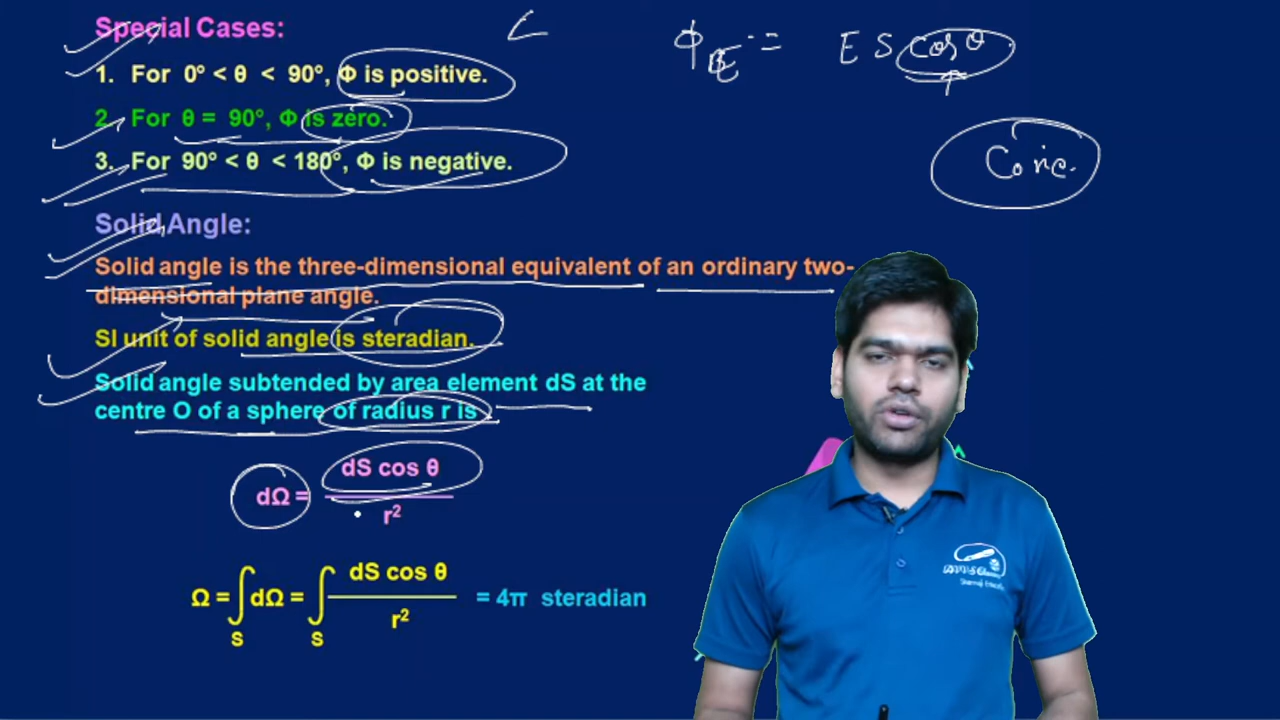 Special Cases:
Φ_E = E S cos θ
1. For 0° < θ < 90°, Φ is positive.
2. For θ = 90°, Φ is zero.
3. For 90° < θ < 180°, Φ is negative.
Solid Angle:
Solid angle is the three-dimensional equivalent of an ordinary two-
dimensional plane angle.
SI unit of solid angle is steradian.
Solid angle subtended by area element dS at the
centre O of a sphere of radius r is
dΩ = dS cos θ / r²
Ω = ∫S dΩ = ∫S dS cos θ / r² = 4π steradian